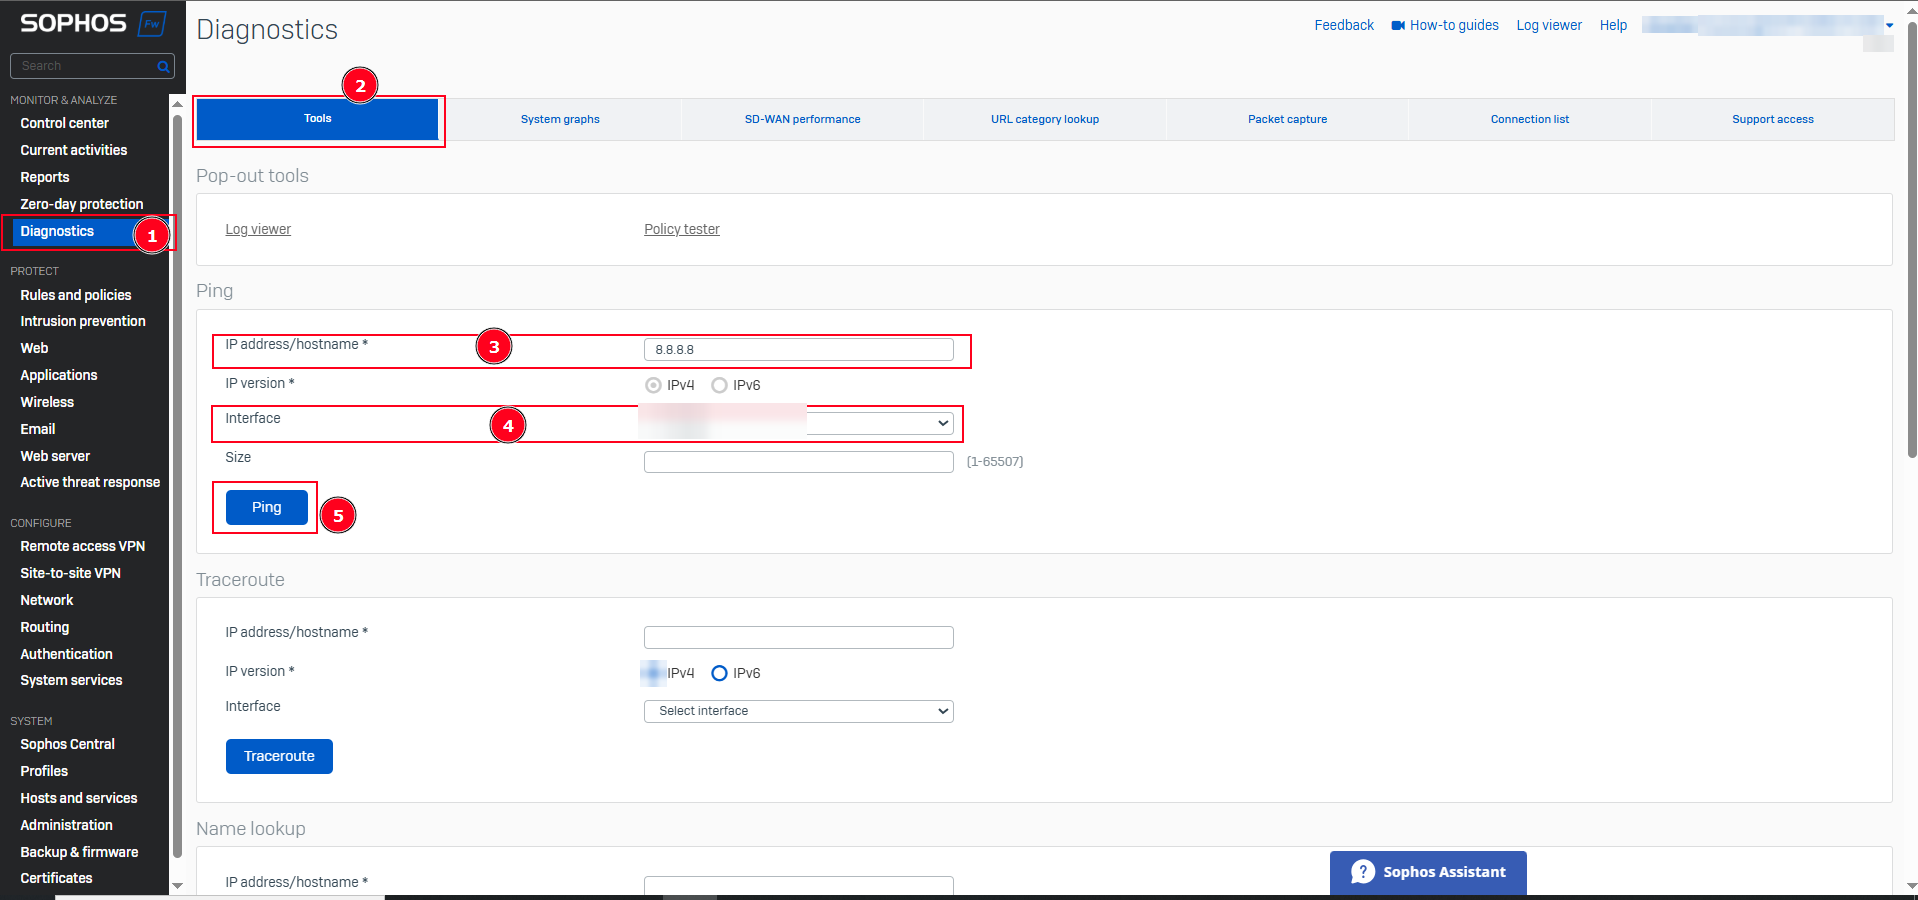 SOPHOS Fw
Search
MONITOR & ANALYZE
Control center
Current activities
Reports
Zero-day protection
Diagnostics
1
PROTECT
Rules and policies
Intrusion prevention
Web
Applications
Wireless
Email
Web server
Active threat response
CONFIGURE
Remote access VPN
Site-to-site VPN
Network
Routing
Authentication
System services
SYSTEM
Sophos Central
Profiles
Hosts and services
Administration
Backup & firmware
Certificates
Diagnostics
Feedback How-to guides Log viewer Help
2
Tools System graphs SD-WAN performance URL category lookup Packet capture Connection list Support access
Pop-out tools
Log viewer Policy tester
Ping
IP address/hostname * 3 8.8.8.8
IP version * IPv4 IPv6
Interface 4
Size (1-65507)
Ping 5
Traceroute
IP address/hostname *
IP version * IPv4 IPv6
Interface Select interface
Traceroute
Name lookup
IP address/hostname *
? Sophos Assistant